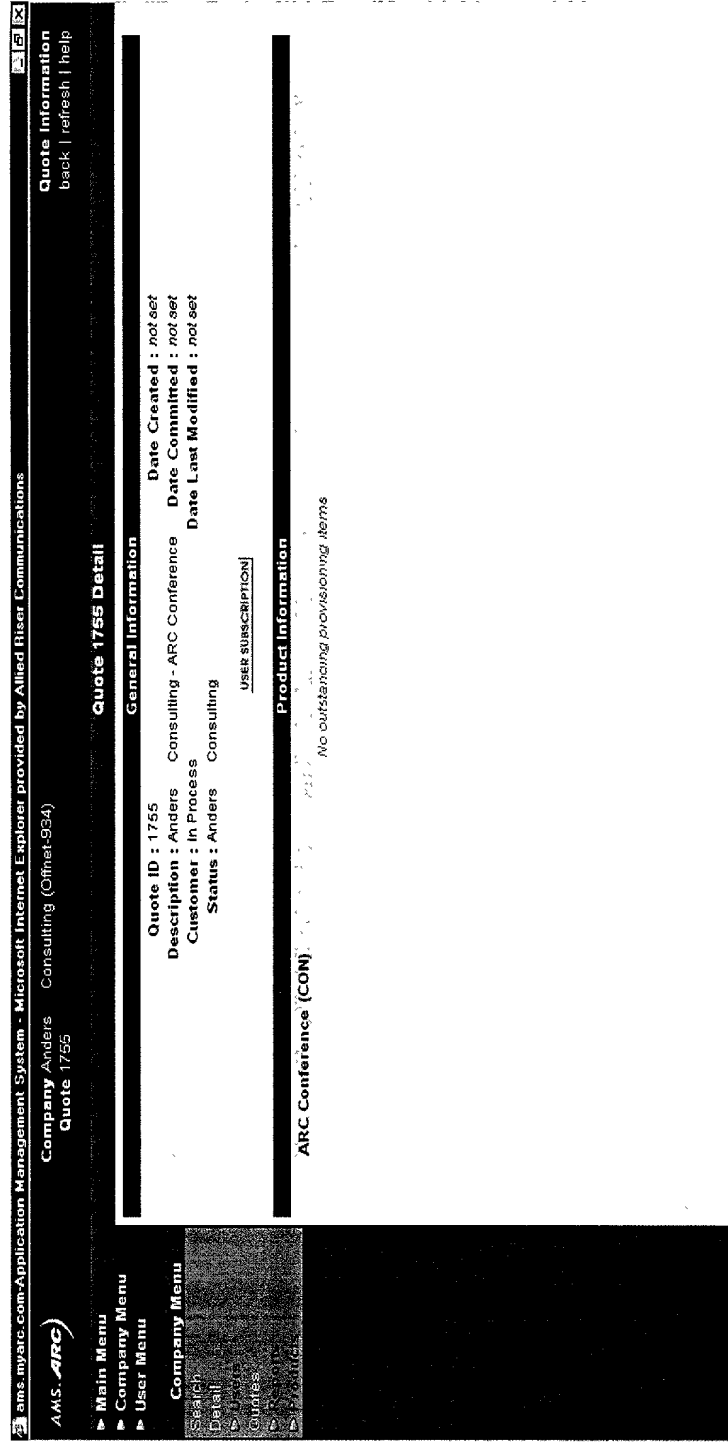 ams.myarc.com-Application Management System - Microsoft Internet Explorer provided by Allied Riser Communications
AMS.ARC
Company Anders Consulting (Offnet-934)
Quote 1755
Quote Information
back | refresh | help
Main Menu
Company Menu
User Menu
Company Menu
Search
Detail
Users
Quotes
Quote 1755 Detail
General Information
Quote ID : 1755
Date Created : not set
Description : Anders Consulting - ARC Conference
Date Committed : not set
Customer : In Process
Date Last Modified : not set
Status : Anders Consulting
USER SUBSCRIPTION
Product Information
ARC Conference (CON)
No outstanding provisioning items